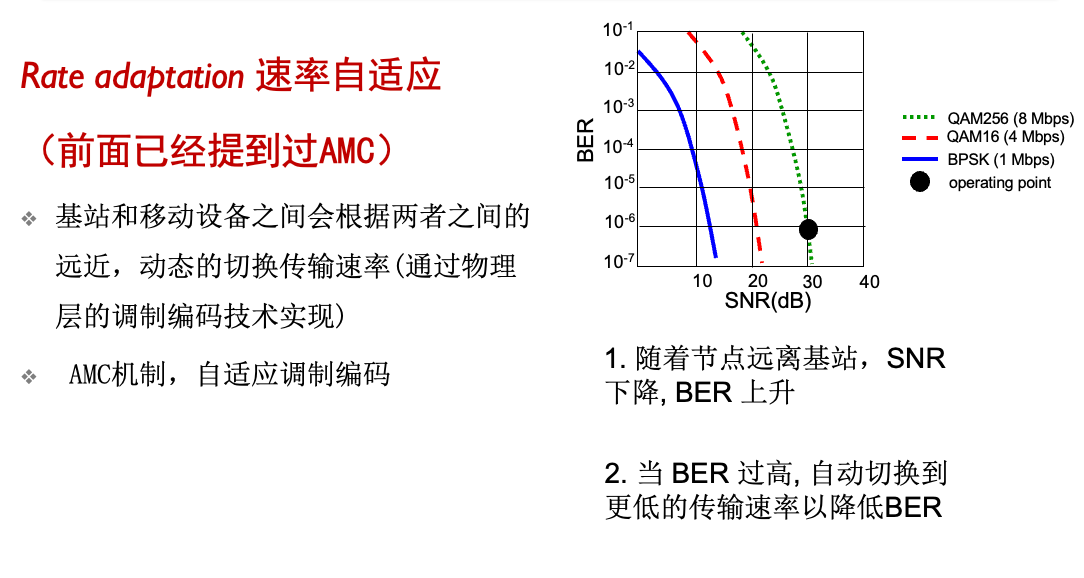 Rate adaptation 速率自适应
（前面已经提到过AMC）
❖ 基站和移动设备之间会根据两者之间的
远近，动态的切换传输速率(通过物理
层的调制编码技术实现)
❖ AMC机制，自适应调制编码
10-1
10-2
10-3
10-4
10-5
10-6
10-7
BER
10 20 30 40
SNR(dB)
QAM256 (8 Mbps)
QAM16 (4 Mbps)
BPSK (1 Mbps)
operating point
1. 随着节点远离基站，SNR
下降, BER 上升
2. 当 BER 过高, 自动切换到
更低的传输速率以降低BER